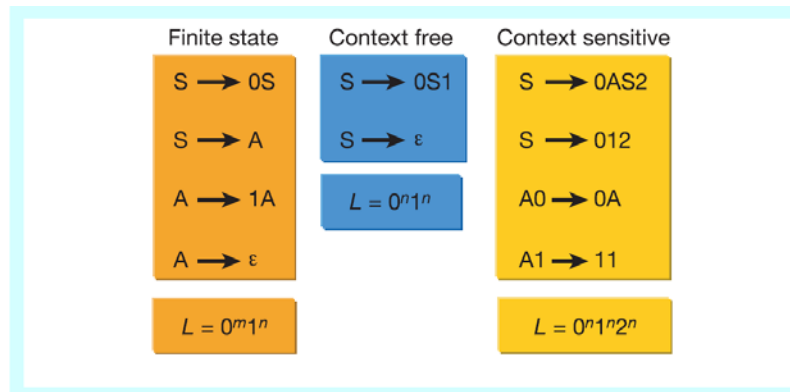 Finite state
S → 0S
S → A
A → 1A
A → ε
L = 0ᵐ1ⁿ
Context free
S → 0S1
S → ε
L = 0ⁿ1ⁿ
Context sensitive
S → 0AS2
S → 012
A0 → 0A
A1 → 11
L = 0ⁿ1ⁿ2ⁿ